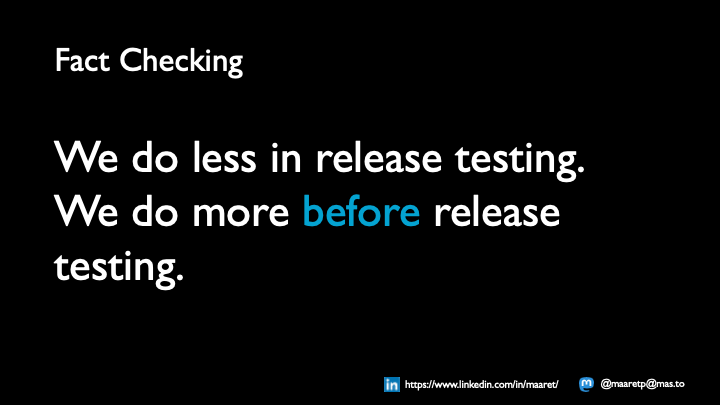 Fact Checking
We do less in release testing.
We do more before release
testing.
in https://www.linkedin.com/in/maaret/ m @maaretp@mas.to